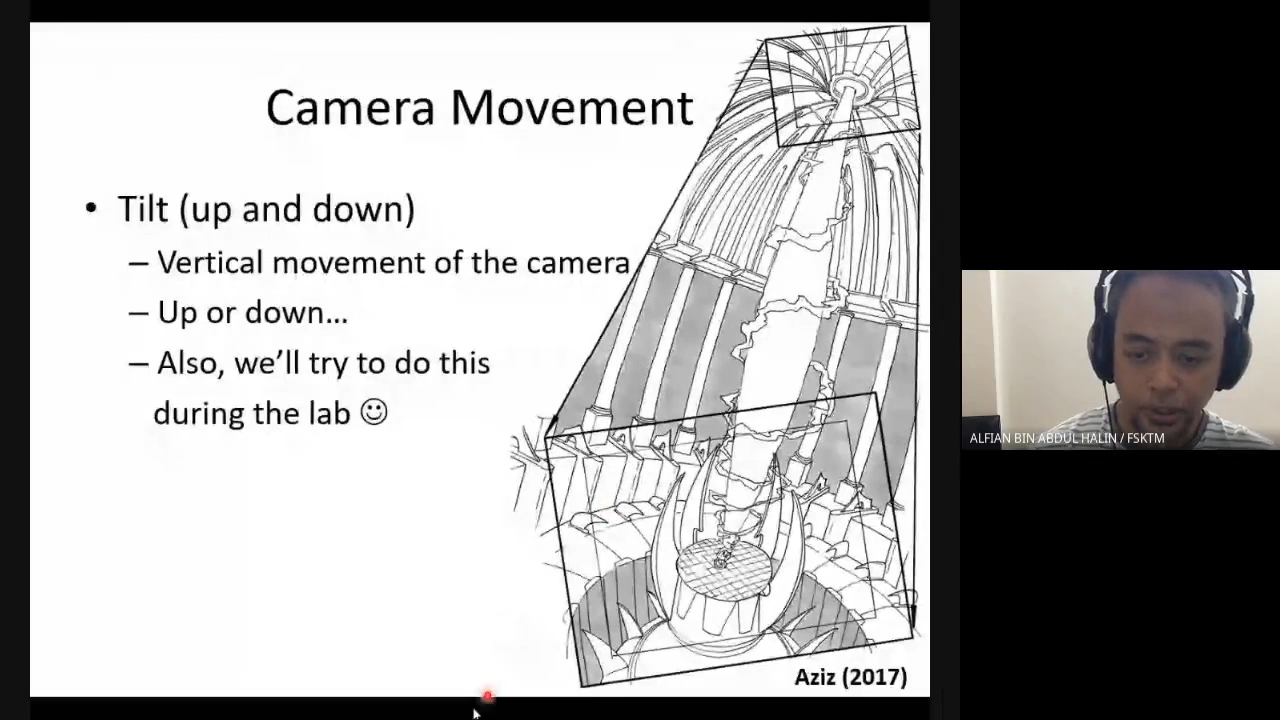 Camera Movement
• Tilt (up and down)
– Vertical movement of the camera
– Up or down...
– Also, we'll try to do this
during the lab ☺
Aziz (2017)
ALFIAN BIN ABDUL HALIN / FSKTM